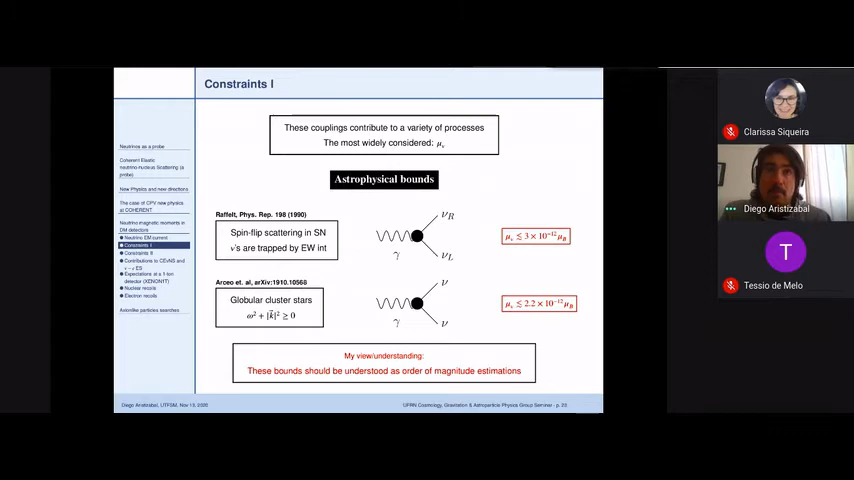 Constraints I
Neutrinos as a probe
Coherent Elastic
neutrino-nucleus Scattering (a
probe)
New Physics and new directions
The case of CPV new physics
at COHERENT
Neutrino magnetic moments in
DM detectors
● Neutrino EM current
● Constraints I
● Constraints II
● Contributions to CEνNS and
ν − e ES
● Expectations at a 1-ton
detector (XENON1T)
● Nuclear recoils
● Electron recoils
Axionlike particles searches
These couplings contribute to a variety of processes
The most widely considered: μν
Astrophysical bounds
Raffelt, Phys. Rep. 198 (1990)
Spin-flip scattering in SN
ν's are trapped by EW int
γ
νR
νL
μν ≲ 3 × 10⁻¹² μB
Arceo et. al, arXiv:1910.10568
Globular cluster stars
ω² + |k⃗|² ≥ 0
γ
ν
ν
μν ≲ 2.2 × 10⁻¹² μB
My view/understanding:
These bounds should be understood as order of magnitude estimations
Diego Aristizabal, UTFSM, Nov 13, 2020
UFRN Cosmology, Gravitation & Astroparticle Physics Group Seminar - p. 20
Clarissa Siqueira
Diego Aristizabal
T
Tessio de Melo